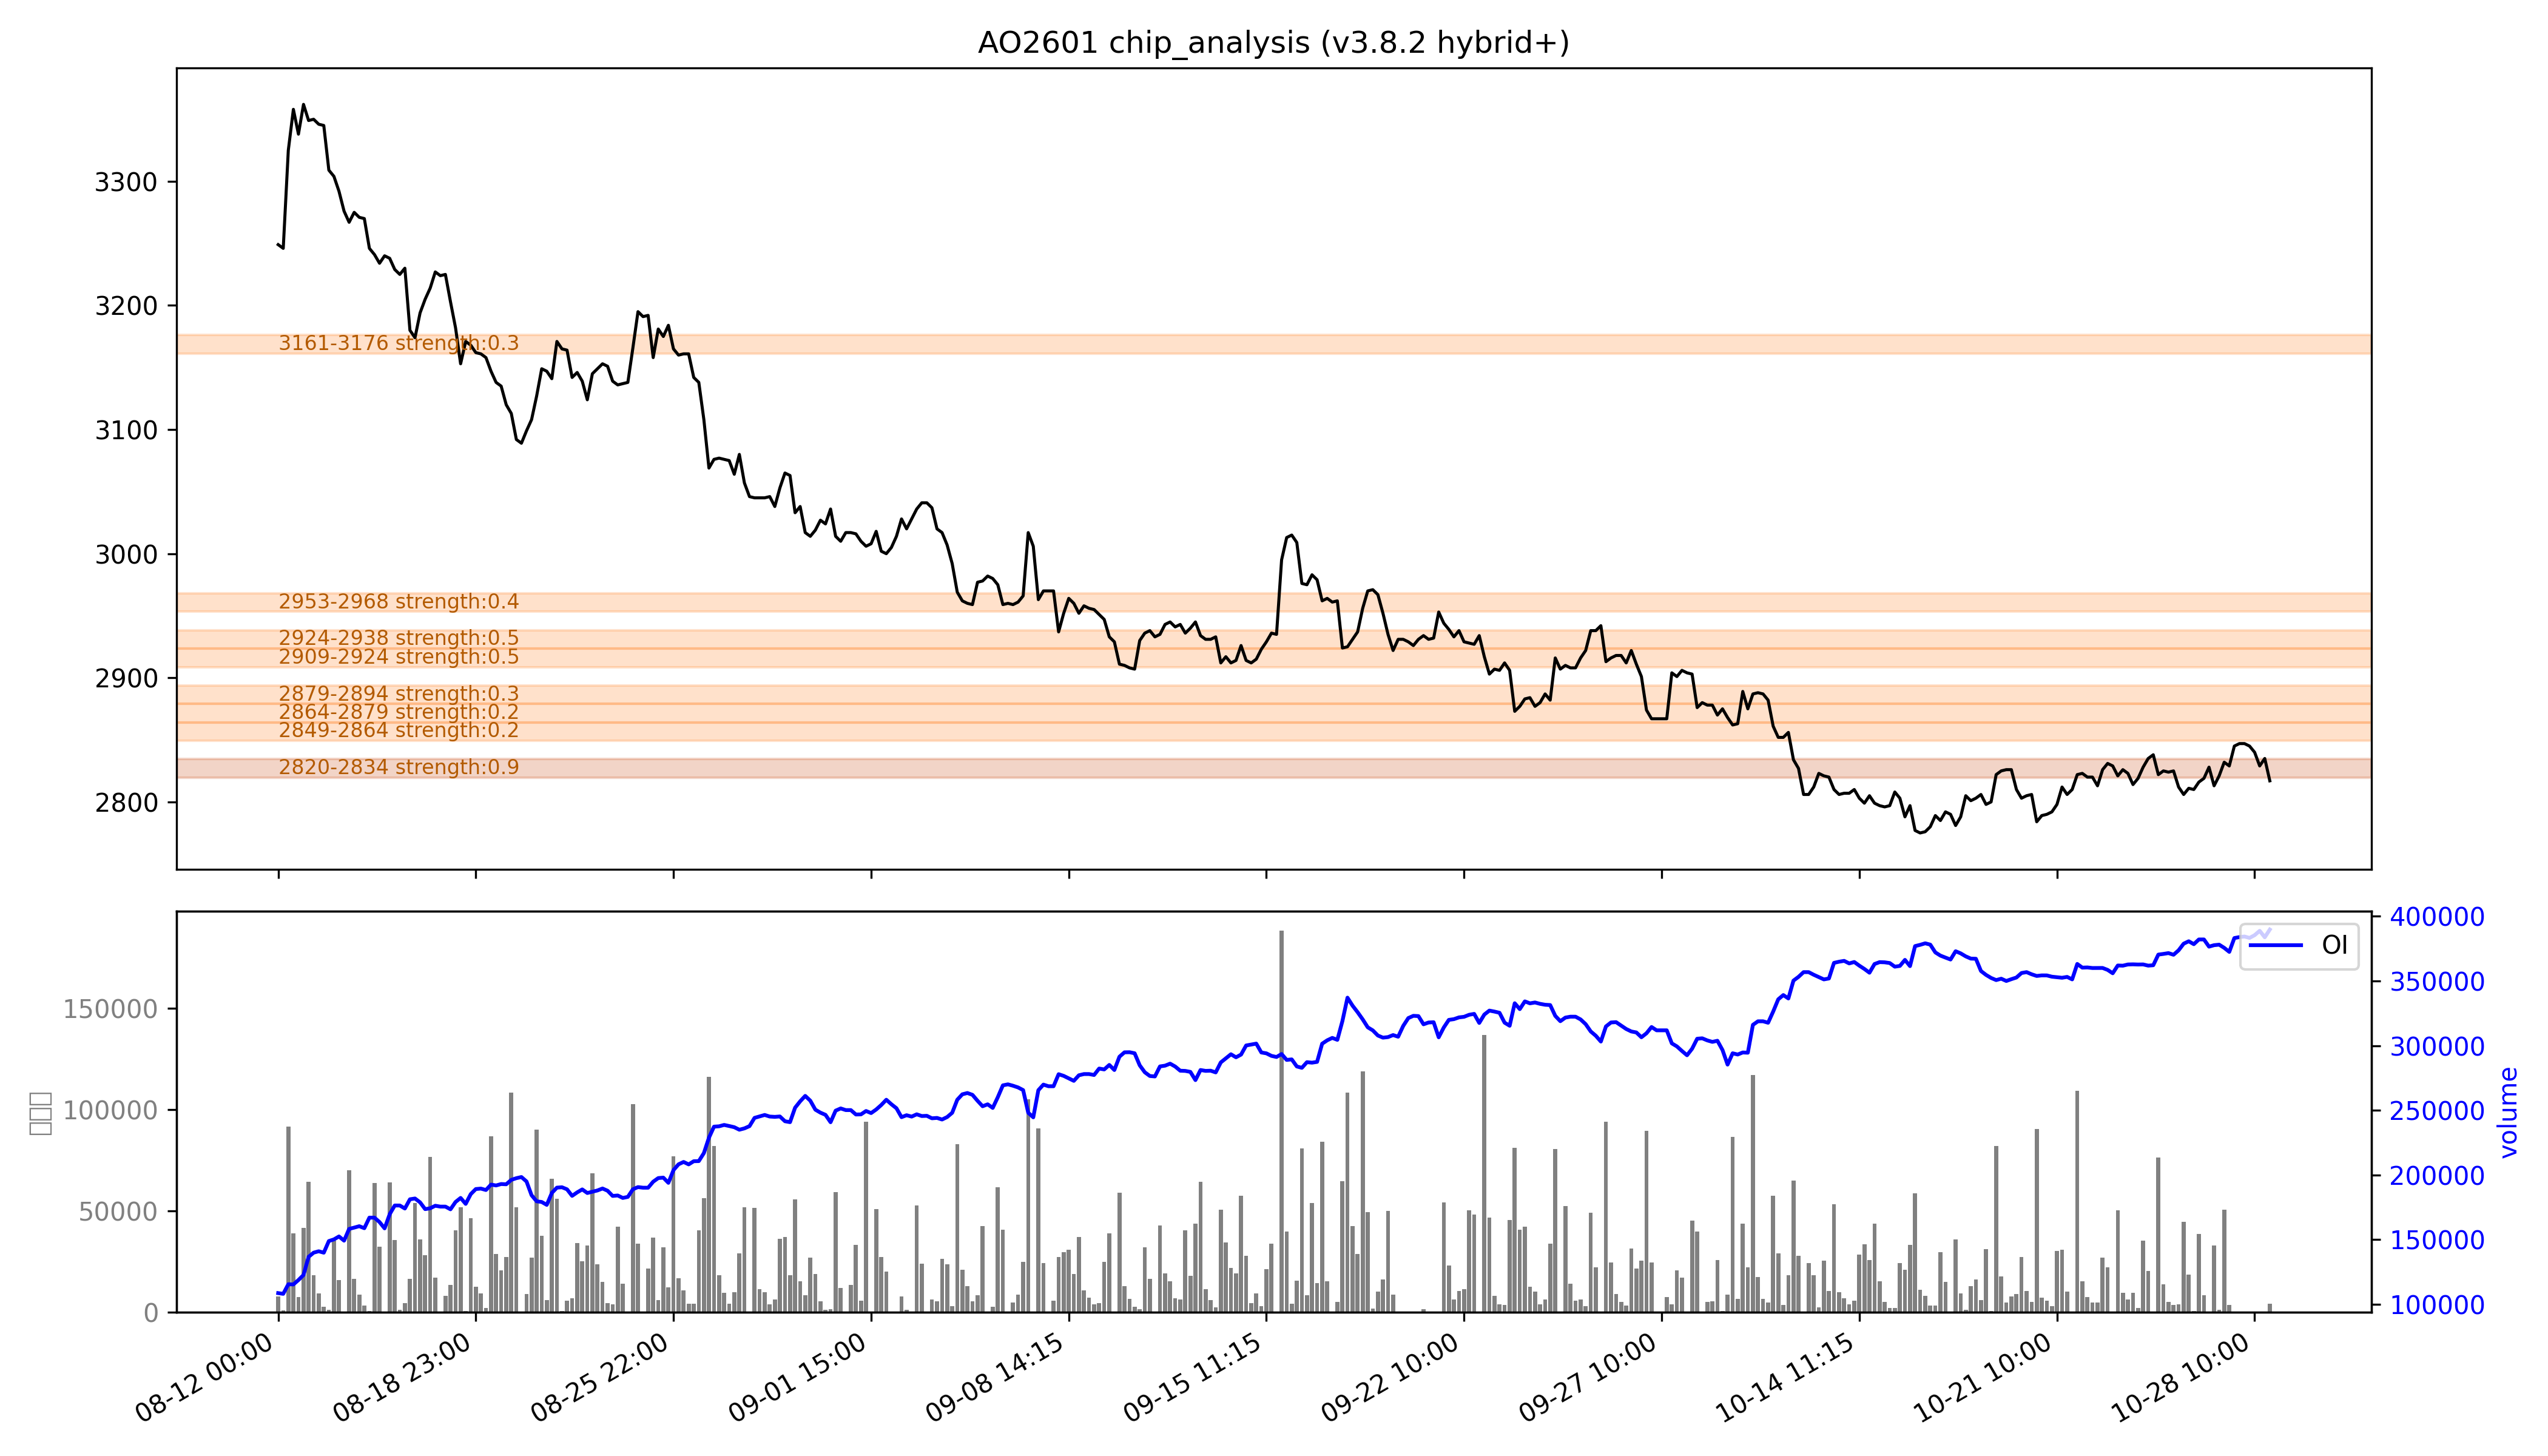 AO2601 chip_analysis (v3.8.2 hybrid+)
3300
3200
3100
3000
2900
2800
3161-3176 strength:0.3
2953-2968 strength:0.4
2924-2938 strength:0.5
2909-2924 strength:0.5
2879-2894 strength:0.3
2864-2879 strength:0.2
2849-2864 strength:0.2
2820-2834 strength:0.9
150000
100000
50000
0
OI
400000
350000
300000
250000
200000
150000
100000
volume
08-12 00:00
08-18 23:00
08-25 22:00
09-01 15:00
09-08 14:15
09-15 11:15
09-22 10:00
09-27 10:00
10-14 11:15
10-21 10:00
10-28 10:00